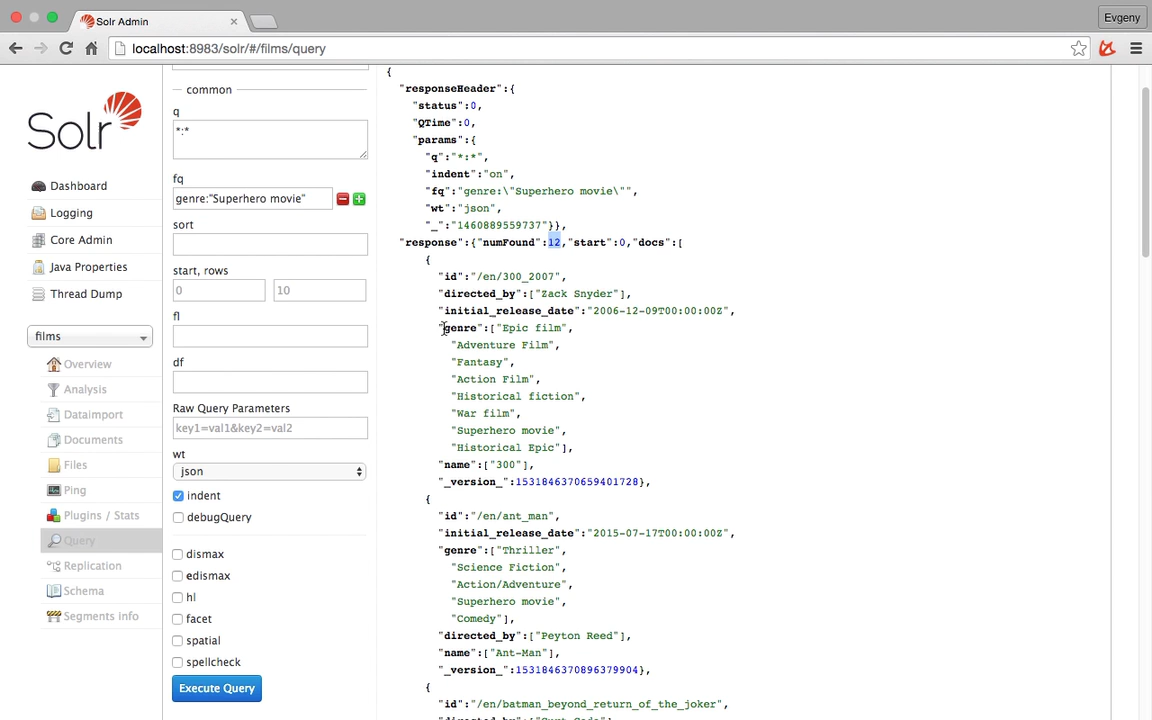 Solr Admin
Evgeny
localhost:8983/solr/#/films/query
Solr
Dashboard
Logging
Core Admin
Java Properties
Thread Dump
films
Overview
Analysis
Dataimport
Documents
Files
Ping
Plugins / Stats
Query
Replication
Schema
Segments info
common
q
*:*
fq
genre:"Superhero movie"
sort
start, rows
0
10
fl
df
Raw Query Parameters
key1=val1&key2=val2
wt
json
indent
debugQuery
dismax
edismax
hl
facet
spatial
spellcheck
Execute Query
{
"responseHeader":{
"status":0,
"QTime":0,
"params":{
"q":"*:*",
"indent":"on",
"fq":"genre:\"Superhero movie\"",
"wt":"json",
"_":"1460889559737"}},
"response":{"numFound":12,"start":0,"docs":[
{
"id":"/en/300_2007",
"directed_by":["Zack Snyder"],
"initial_release_date":"2006-12-09T00:00:00Z",
"genre":["Epic film",
"Adventure Film",
"Fantasy",
"Action Film",
"Historical fiction",
"War film",
"Superhero movie",
"Historical Epic"],
"name":["300"],
"_version_":1531846370659401728},
{
"id":"/en/ant_man",
"initial_release_date":"2015-07-17T00:00:00Z",
"genre":["Thriller",
"Science Fiction",
"Action/Adventure",
"Superhero movie",
"Comedy"],
"directed_by":["Peyton Reed"],
"name":["Ant-Man"],
"_version_":1531846370896379904},
{
"id":"/en/batman_beyond_return_of_the_joker",